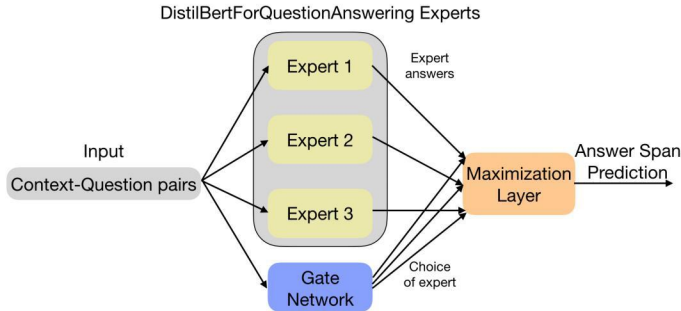 DistilBertForQuestionAnswering Experts
Expert 1
Expert
answers
Expert 2
Input
Context-Question pairs
Maximization
Layer
Answer Span
Prediction
Expert 3
Gate
Network
Choice
of expert